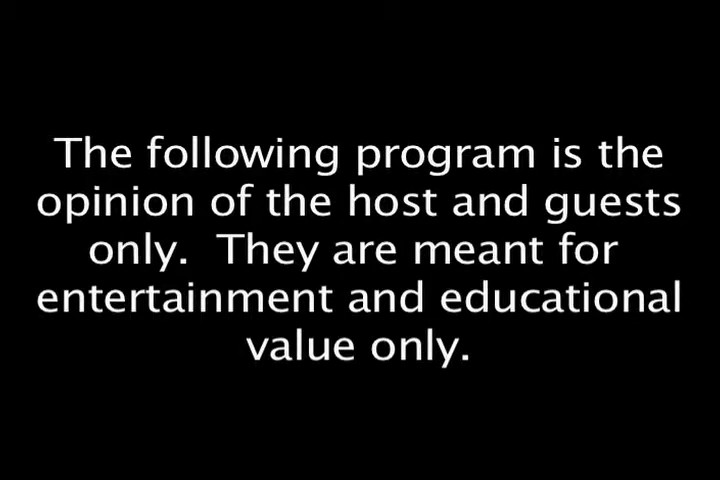 The following program is the
opinion of the host and guests
only.  They are meant for
entertainment and educational
value only.